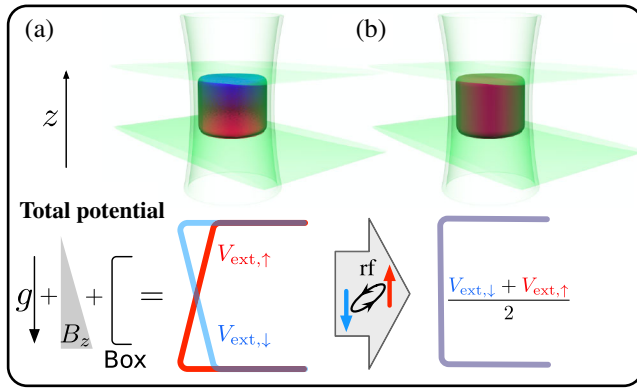 (a)
(b)
z
Total potential
g + B_z + Box =
V_ext,↑
V_ext,↓
rf
V_ext,↓ + V_ext,↑
2